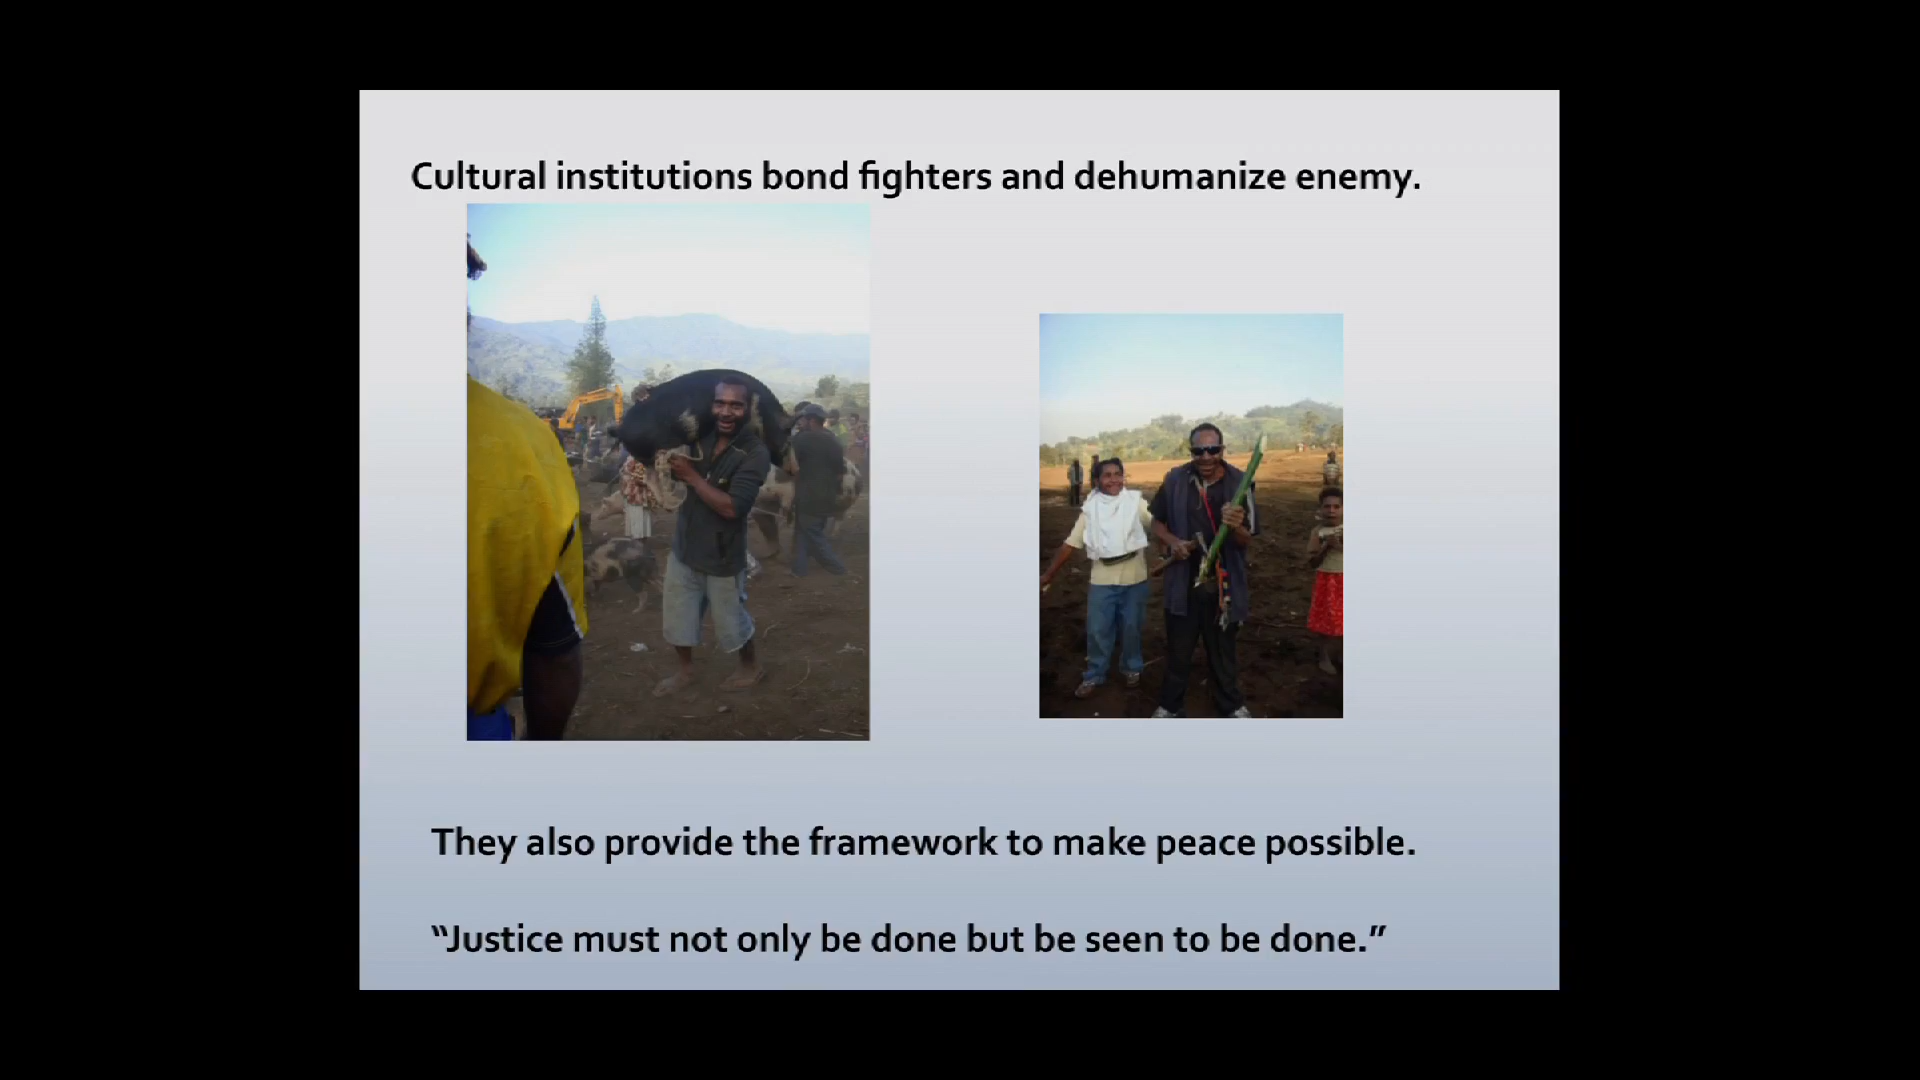 Cultural institutions bond fighters and dehumanize enemy.
They also provide the framework to make peace possible.
“Justice must not only be done but be seen to be done.”